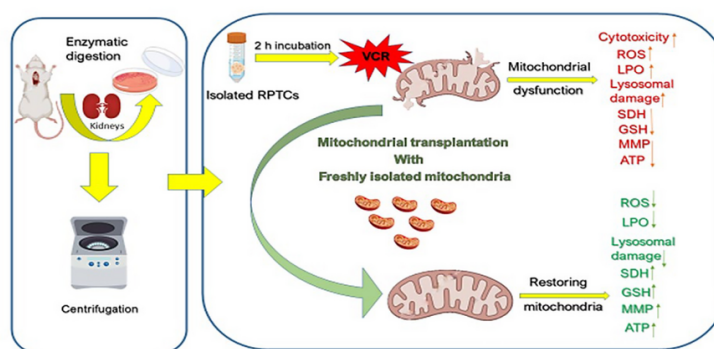 Enzymatic
digestion
Kidneys
Centrifugation
2 h incubation
VCR
Isolated RPTCs
Mitochondrial
dysfunction
Cytotoxicity↑
ROS↑
LPO↑
Lysosomal
damage↑
SDH↓
GSH↓
MMP↓
ATP↓
Mitochondrial transplantation
With
Freshly isolated mitochondria
Restoring
mitochondria
ROS↓
LPO↓
Lysosomal
damage↓
SDH↑
GSH↑
MMP↑
ATP↑